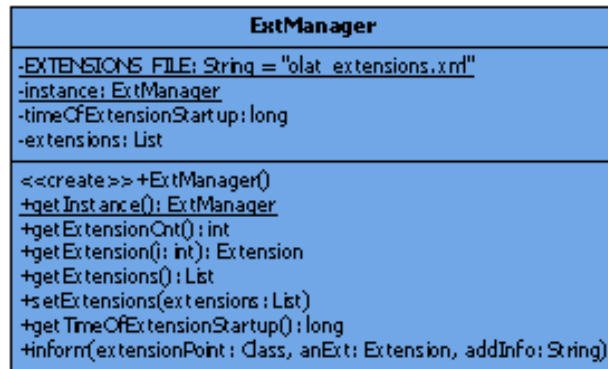 ExtManager
-EXTENSIONS_FILE: String = "olat_extensions.xml"
-instance: ExtManager
-timeOfExtensionStartup: long
-extensions: List
<<create>> +ExtManager()
+getInstance(): ExtManager
+getExtensionCnt(): int
+getExtension(i: int): Extension
+getExtensions(): List
+setExtensions(extensions: List)
+getTimeOfExtensionStartup(): long
+inform(extensionPoint: Class, anExt: Extension, addInfo: String)